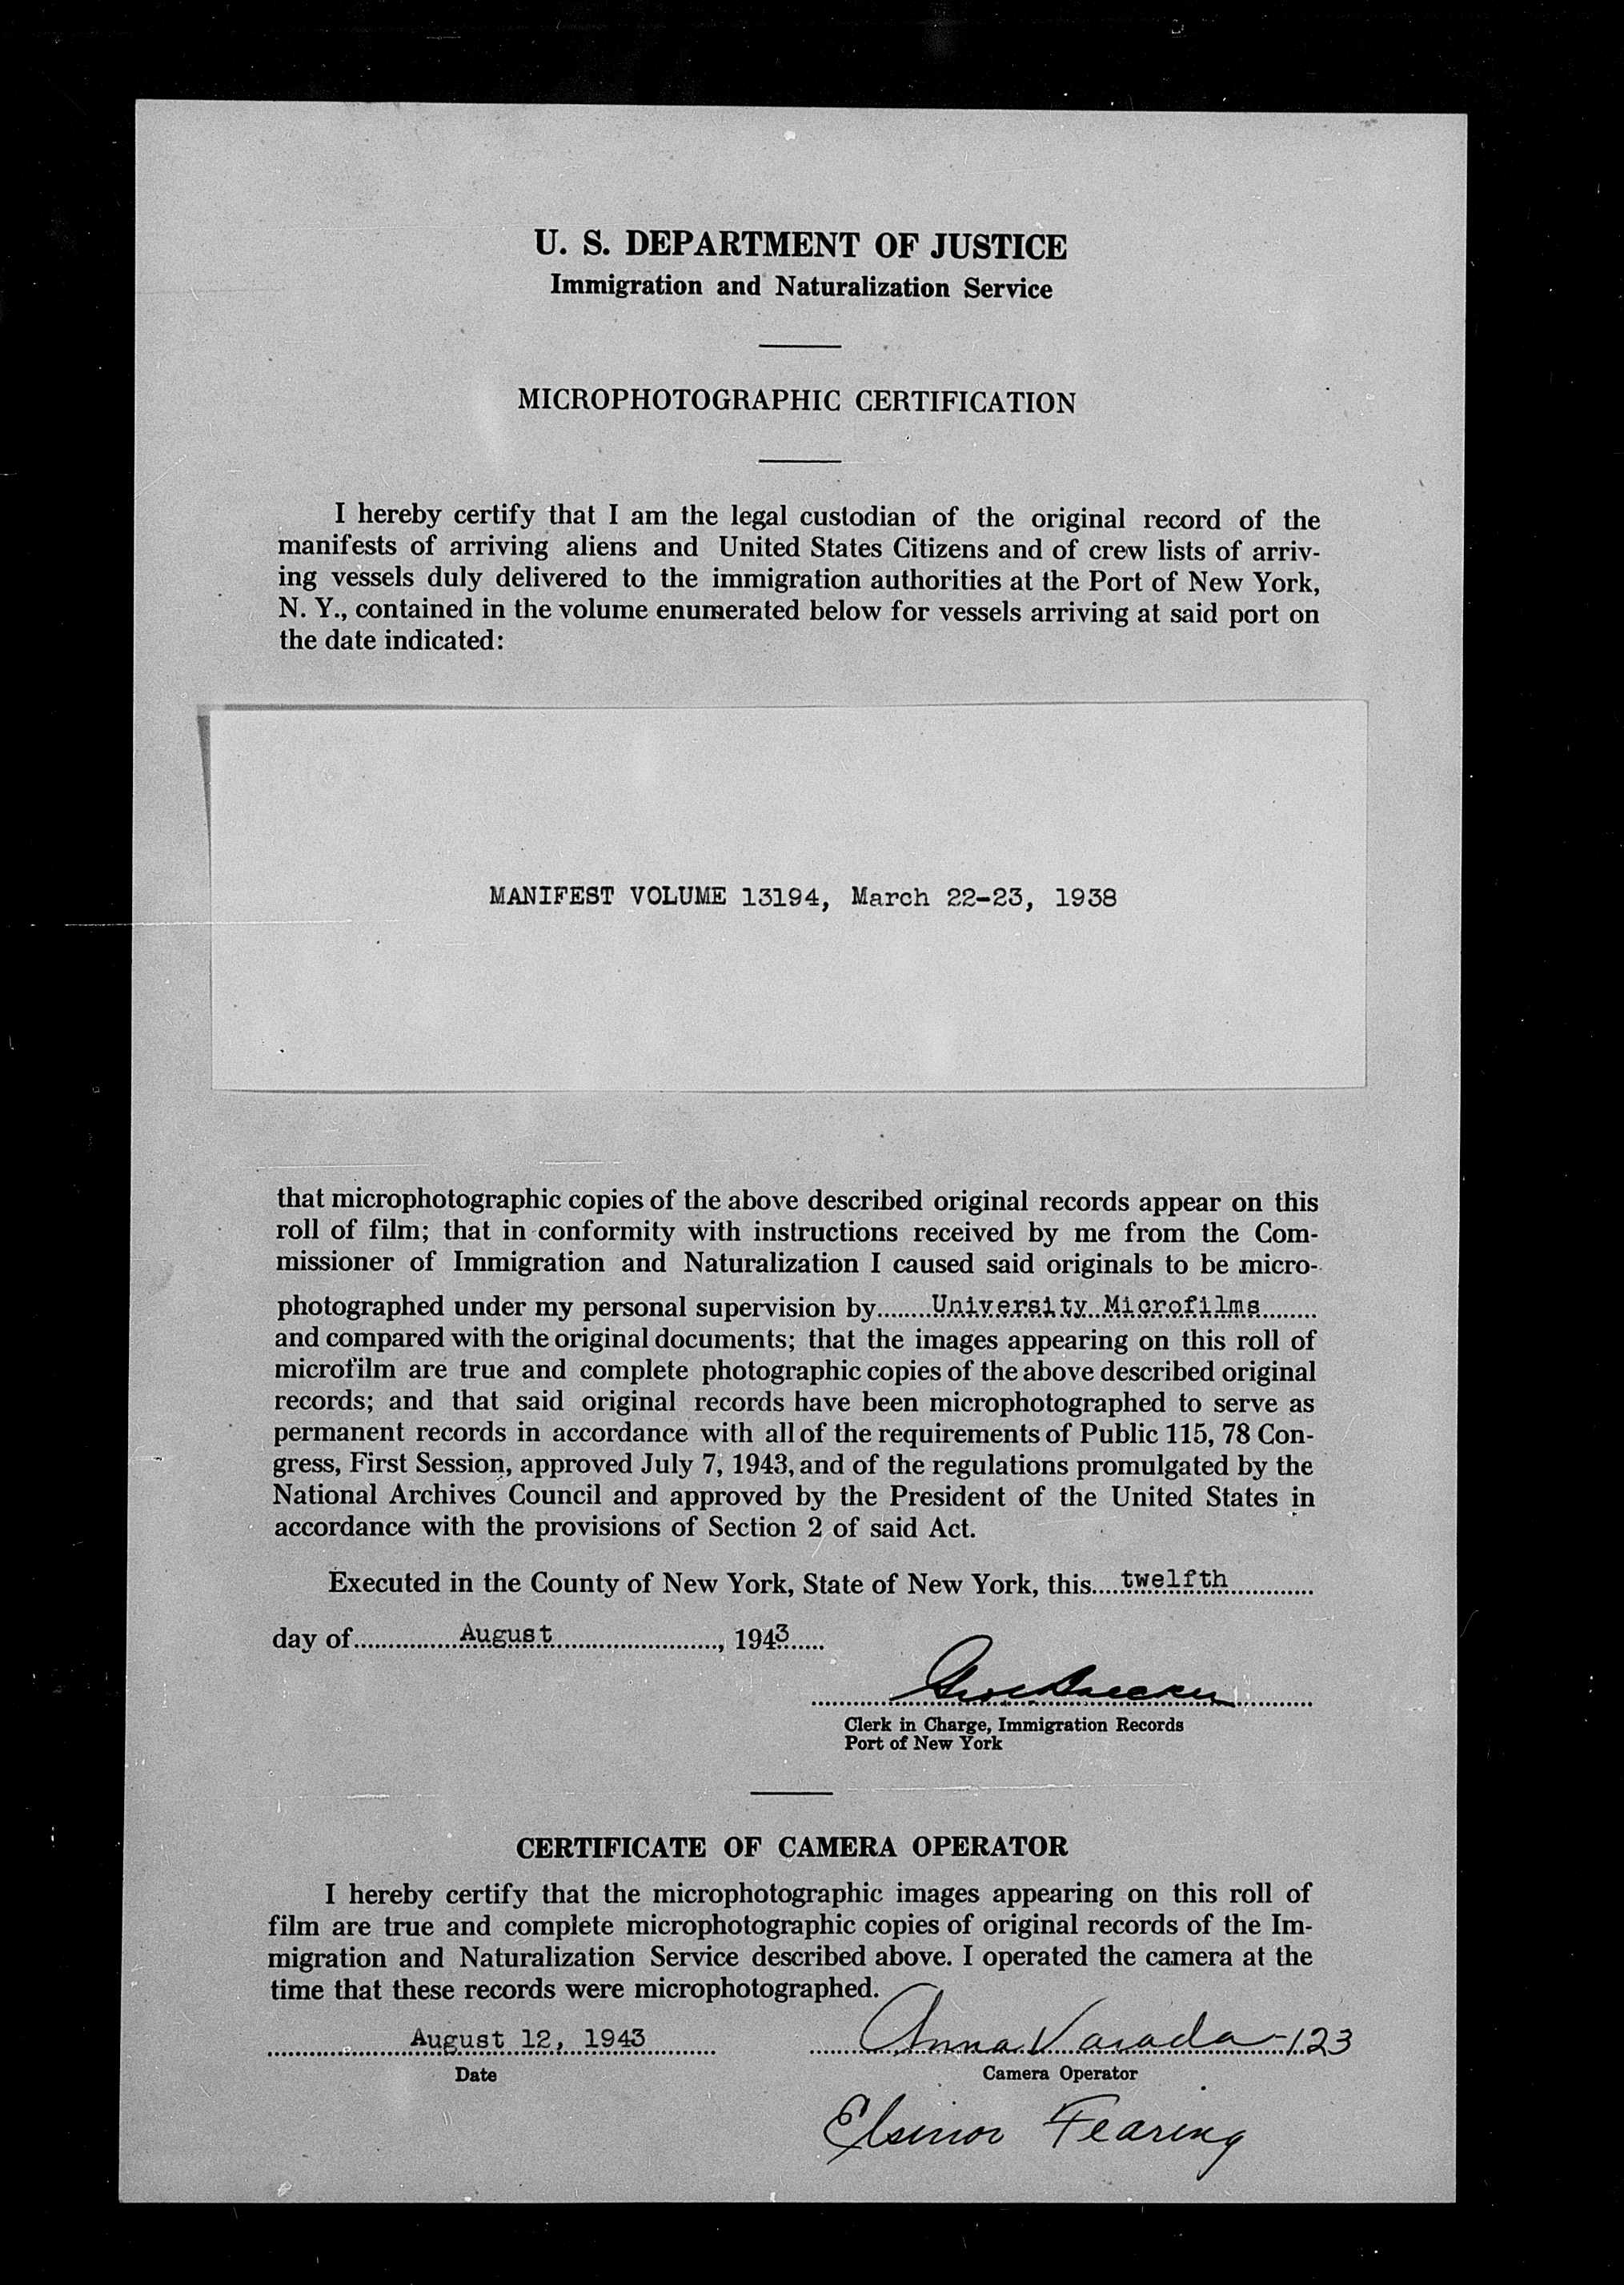 U. S. DEPARTMENT OF JUSTICE
Immigration and Naturalization Service
MICROPHOTOGRAPHIC CERTIFICATION
I hereby certify that I am the legal custodian of the original record of the
manifests of arriving aliens and United States Citizens and of crew lists of arriv-
ing vessels duly delivered to the immigration authorities at the Port of New York,
N. Y., contained in the volume enumerated below for vessels arriving at said port on
the date indicated:
MANIFEST VOLUME 13194, March 22-23, 1938
that microphotographic copies of the above described original records appear on this
roll of film; that in conformity with instructions received by me from the Com-
missioner of Immigration and Naturalization I caused said originals to be micro-
photographed under my personal supervision by........University Microfilms........
and compared with the original documents; that the images appearing on this roll of
microfilm are true and complete photographic copies of the above described original
records; and that said original records have been microphotographed to serve as
permanent records in accordance with all of the requirements of Public 115, 78 Con-
gress, First Session, approved July 7, 1943, and of the regulations promulgated by the
National Archives Council and approved by the President of the United States in
accordance with the provisions of Section 2 of said Act.
Executed in the County of New York, State of New York, this....twelfth............
day of................August........................, 1943......
Clerk in Charge, Immigration Records
Port of New York
CERTIFICATE OF CAMERA OPERATOR
I hereby certify that the microphotographic images appearing on this roll of
film are true and complete microphotographic copies of original records of the Im-
migration and Naturalization Service described above. I operated the camera at the
time that these records were microphotographed.
August 12, 1943 Anna Varada-123
Date Camera Operator
Elsinor Fearing